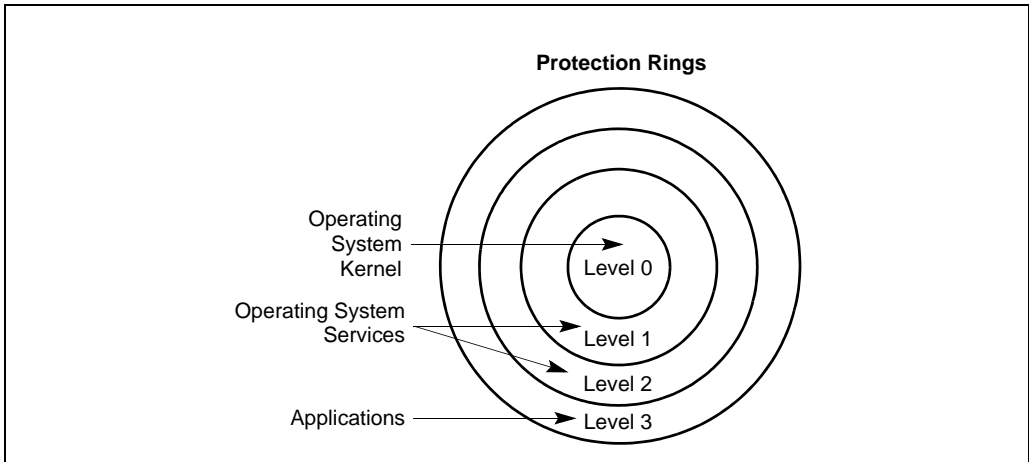 Protection Rings
Operating
System
Kernel
Level 0
Operating System
Services
Level 1
Level 2
Applications
Level 3